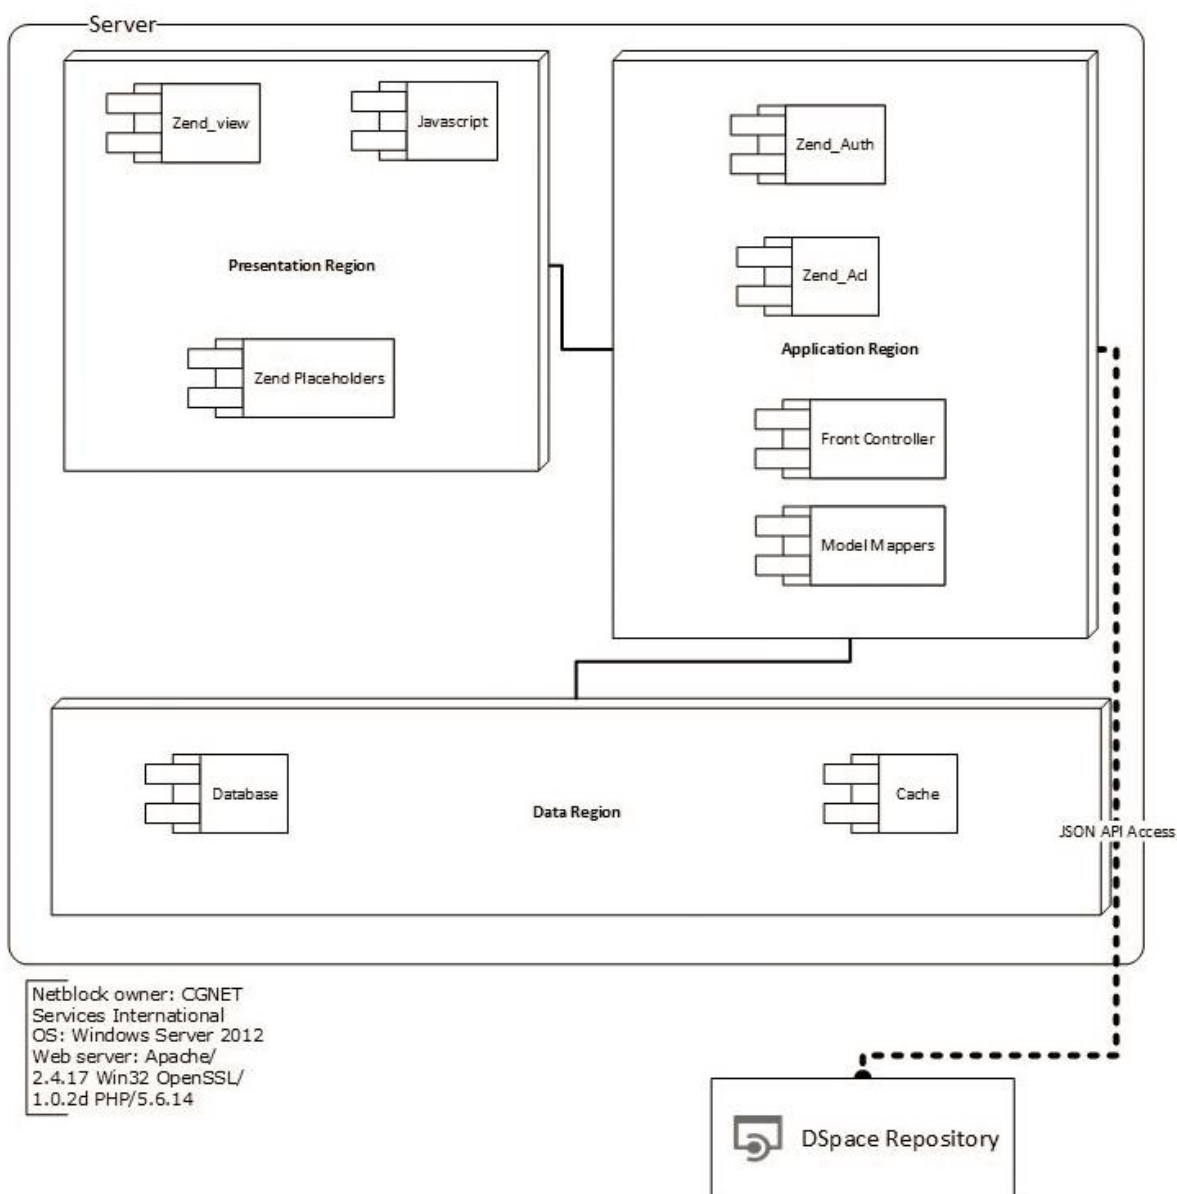 Server
Zend_view
Javascript
Presentation Region
Zend Placeholders
Zend_Auth
Zend_Acl
Application Region
Front Controller
Model Mappers
Database
Data Region
Cache
JSON API Access
Netblock owner: CGNET
Services International
OS: Windows Server 2012
Web server: Apache/
2.4.17 Win32 OpenSSL/
1.0.2d PHP/5.6.14
DSpace Repository